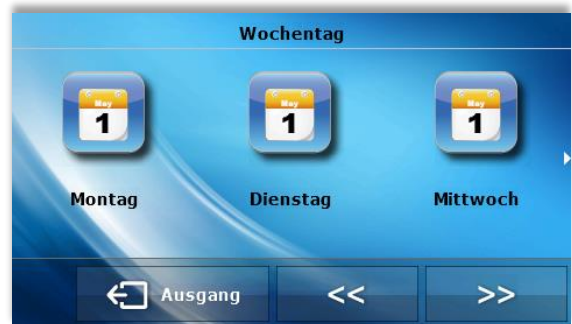 Wochentag
May May May
1 1 1
Montag Dienstag Mittwoch
Ausgang << >>